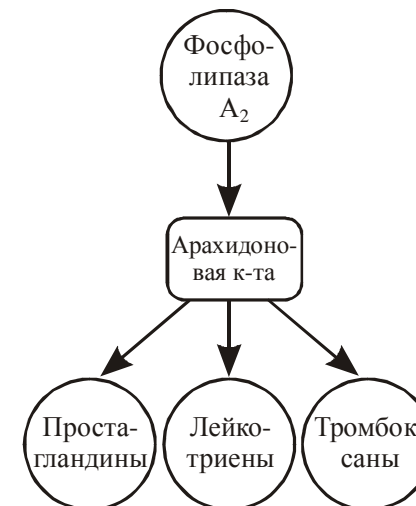 Фосфо-
липаза
A₂
Арахидоно-
вая к-та
Проста-
гландины
Лейко-
триены
Тромбок
саны